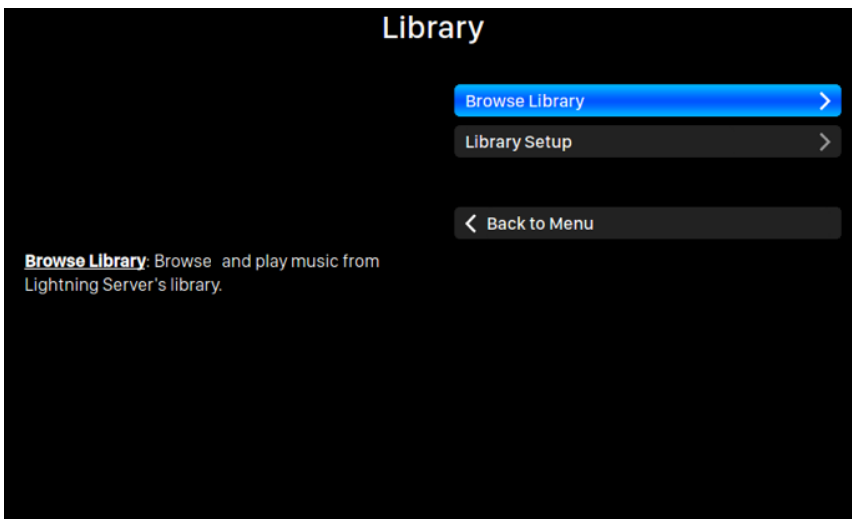 Library
Browse Library
Library Setup
Back to Menu
Browse Library: Browse  and play music from
Lightning Server's library.